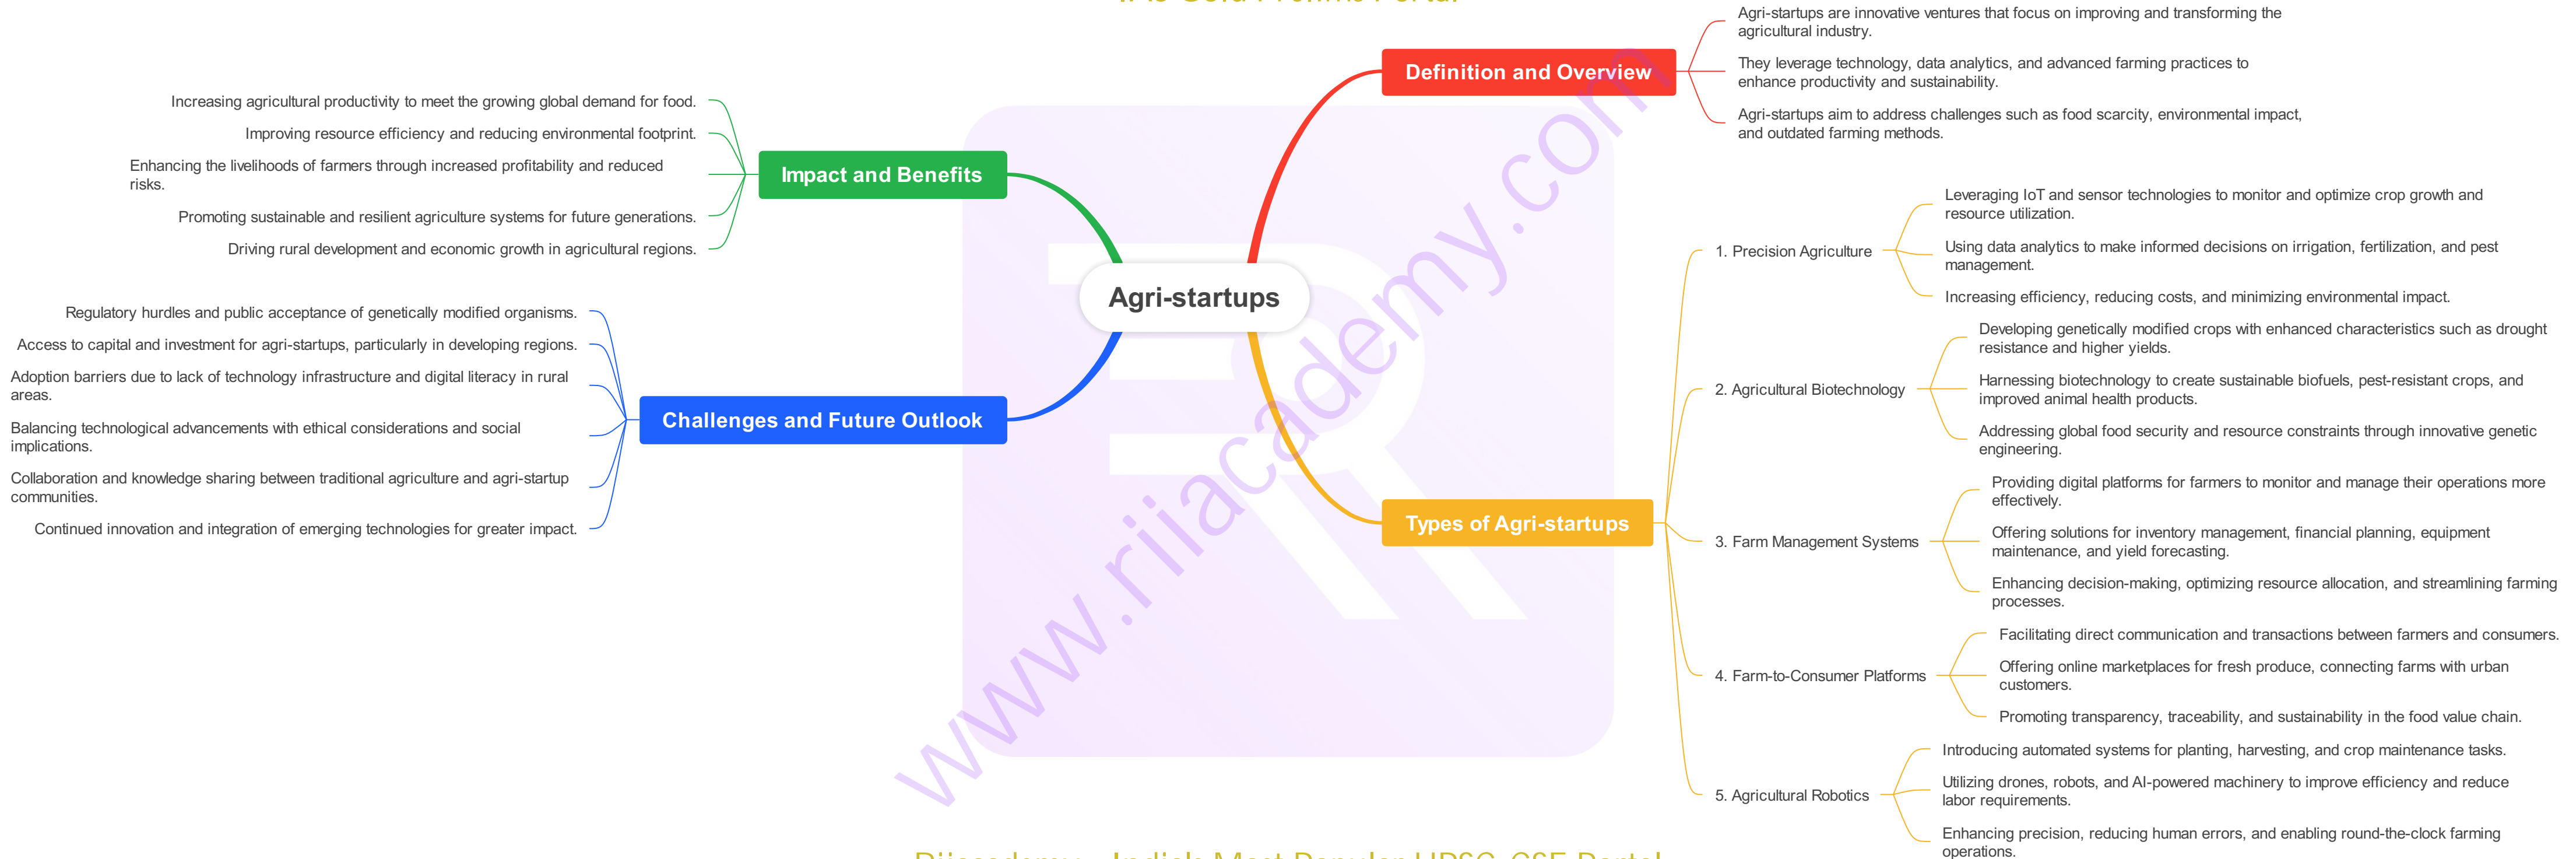 IAS Gold Prelims Portal
Agri-startups
Definition and Overview
Agri-startups are innovative ventures that focus on improving and transforming the
agricultural industry.
They leverage technology, data analytics, and advanced farming practices to
enhance productivity and sustainability.
Agri-startups aim to address challenges such as food scarcity, environmental impact,
and outdated farming methods.
Types of Agri-startups
1. Precision Agriculture
Leveraging IoT and sensor technologies to monitor and optimize crop growth and
resource utilization.
Using data analytics to make informed decisions on irrigation, fertilization, and pest
management.
Increasing efficiency, reducing costs, and minimizing environmental impact.
2. Agricultural Biotechnology
Developing genetically modified crops with enhanced characteristics such as drought
resistance and higher yields.
Harnessing biotechnology to create sustainable biofuels, pest-resistant crops, and
improved animal health products.
Addressing global food security and resource constraints through innovative genetic
engineering.
3. Farm Management Systems
Providing digital platforms for farmers to monitor and manage their operations more
effectively.
Offering solutions for inventory management, financial planning, equipment
maintenance, and yield forecasting.
Enhancing decision-making, optimizing resource allocation, and streamlining farming
processes.
4. Farm-to-Consumer Platforms
Facilitating direct communication and transactions between farmers and consumers.
Offering online marketplaces for fresh produce, connecting farms with urban
customers.
Promoting transparency, traceability, and sustainability in the food value chain.
5. Agricultural Robotics
Introducing automated systems for planting, harvesting, and crop maintenance tasks.
Utilizing drones, robots, and AI-powered machinery to improve efficiency and reduce
labor requirements.
Enhancing precision, reducing human errors, and enabling round-the-clock farming
operations.
Impact and Benefits
Increasing agricultural productivity to meet the growing global demand for food.
Improving resource efficiency and reducing environmental footprint.
Enhancing the livelihoods of farmers through increased profitability and reduced
risks.
Promoting sustainable and resilient agriculture systems for future generations.
Driving rural development and economic growth in agricultural regions.
Challenges and Future Outlook
Regulatory hurdles and public acceptance of genetically modified organisms.
Access to capital and investment for agri-startups, particularly in developing regions.
Adoption barriers due to lack of technology infrastructure and digital literacy in rural
areas.
Balancing technological advancements with ethical considerations and social
implications.
Collaboration and knowledge sharing between traditional agriculture and agri-startup
communities.
Continued innovation and integration of emerging technologies for greater impact.
www.rijiacademy.com
India's Most Popular UPSC-CSE Portal